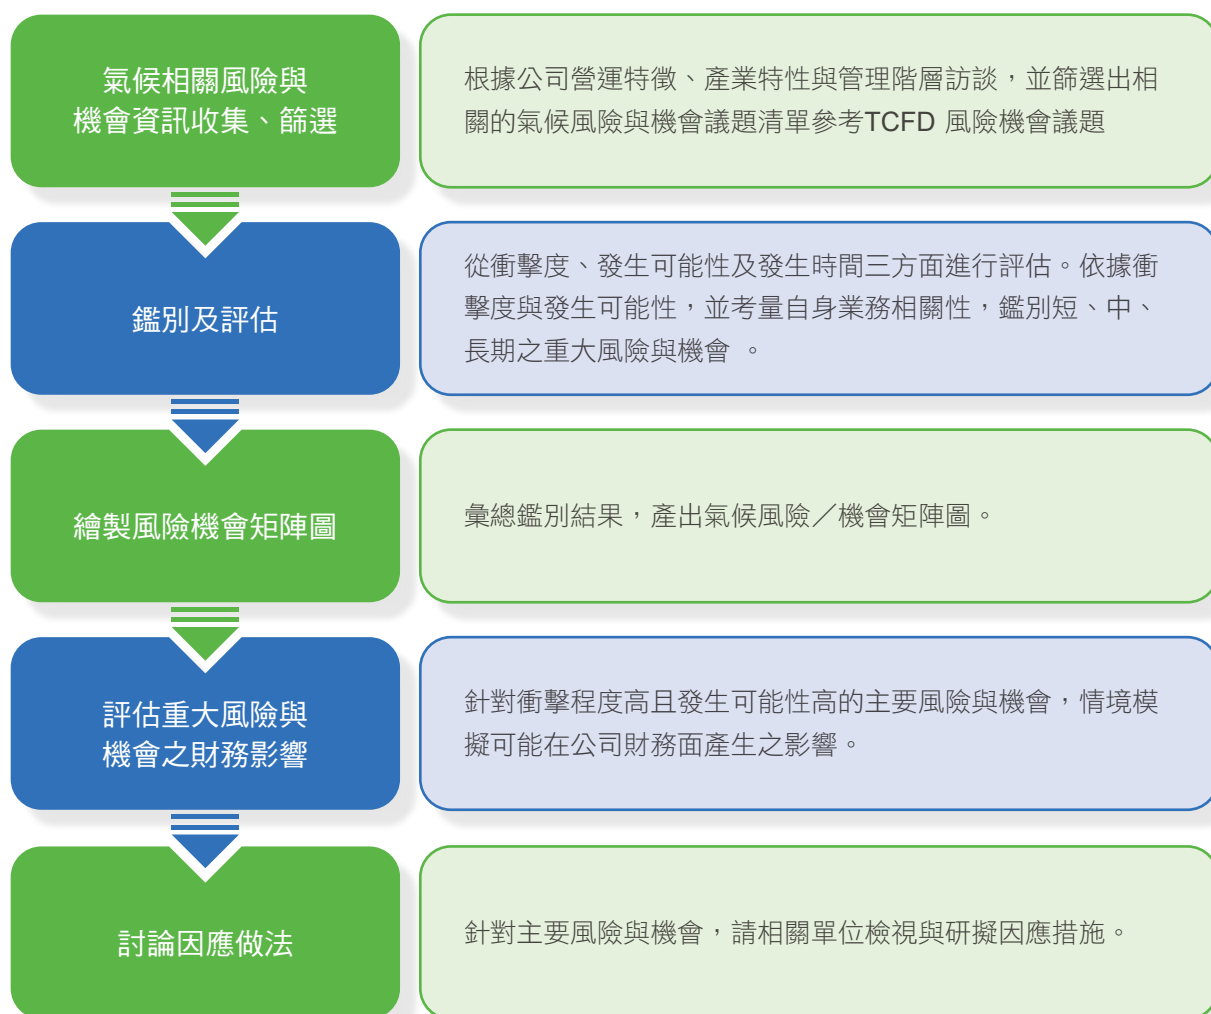 氣候相關風險與
機會資訊收集、篩選
根據公司營運特徵、產業特性與管理階層訪談，並篩選出相
關的氣候風險與機會議題清單參考TCFD 風險機會議題
鑑別及評估
從衝擊度、發生可能性及發生時間三方面進行評估。依據衝
擊度與發生可能性，並考量自身業務相關性，鑑別短、中、
長期之重大風險與機會 。
繪製風險機會矩陣圖
彙總鑑別結果，產出氣候風險／機會矩陣圖。
評估重大風險與
機會之財務影響
針對衝擊程度高且發生可能性高的主要風險與機會，情境模
擬可能在公司財務面產生之影響。
討論因應做法
針對主要風險與機會，請相關單位檢視與研擬因應措施。